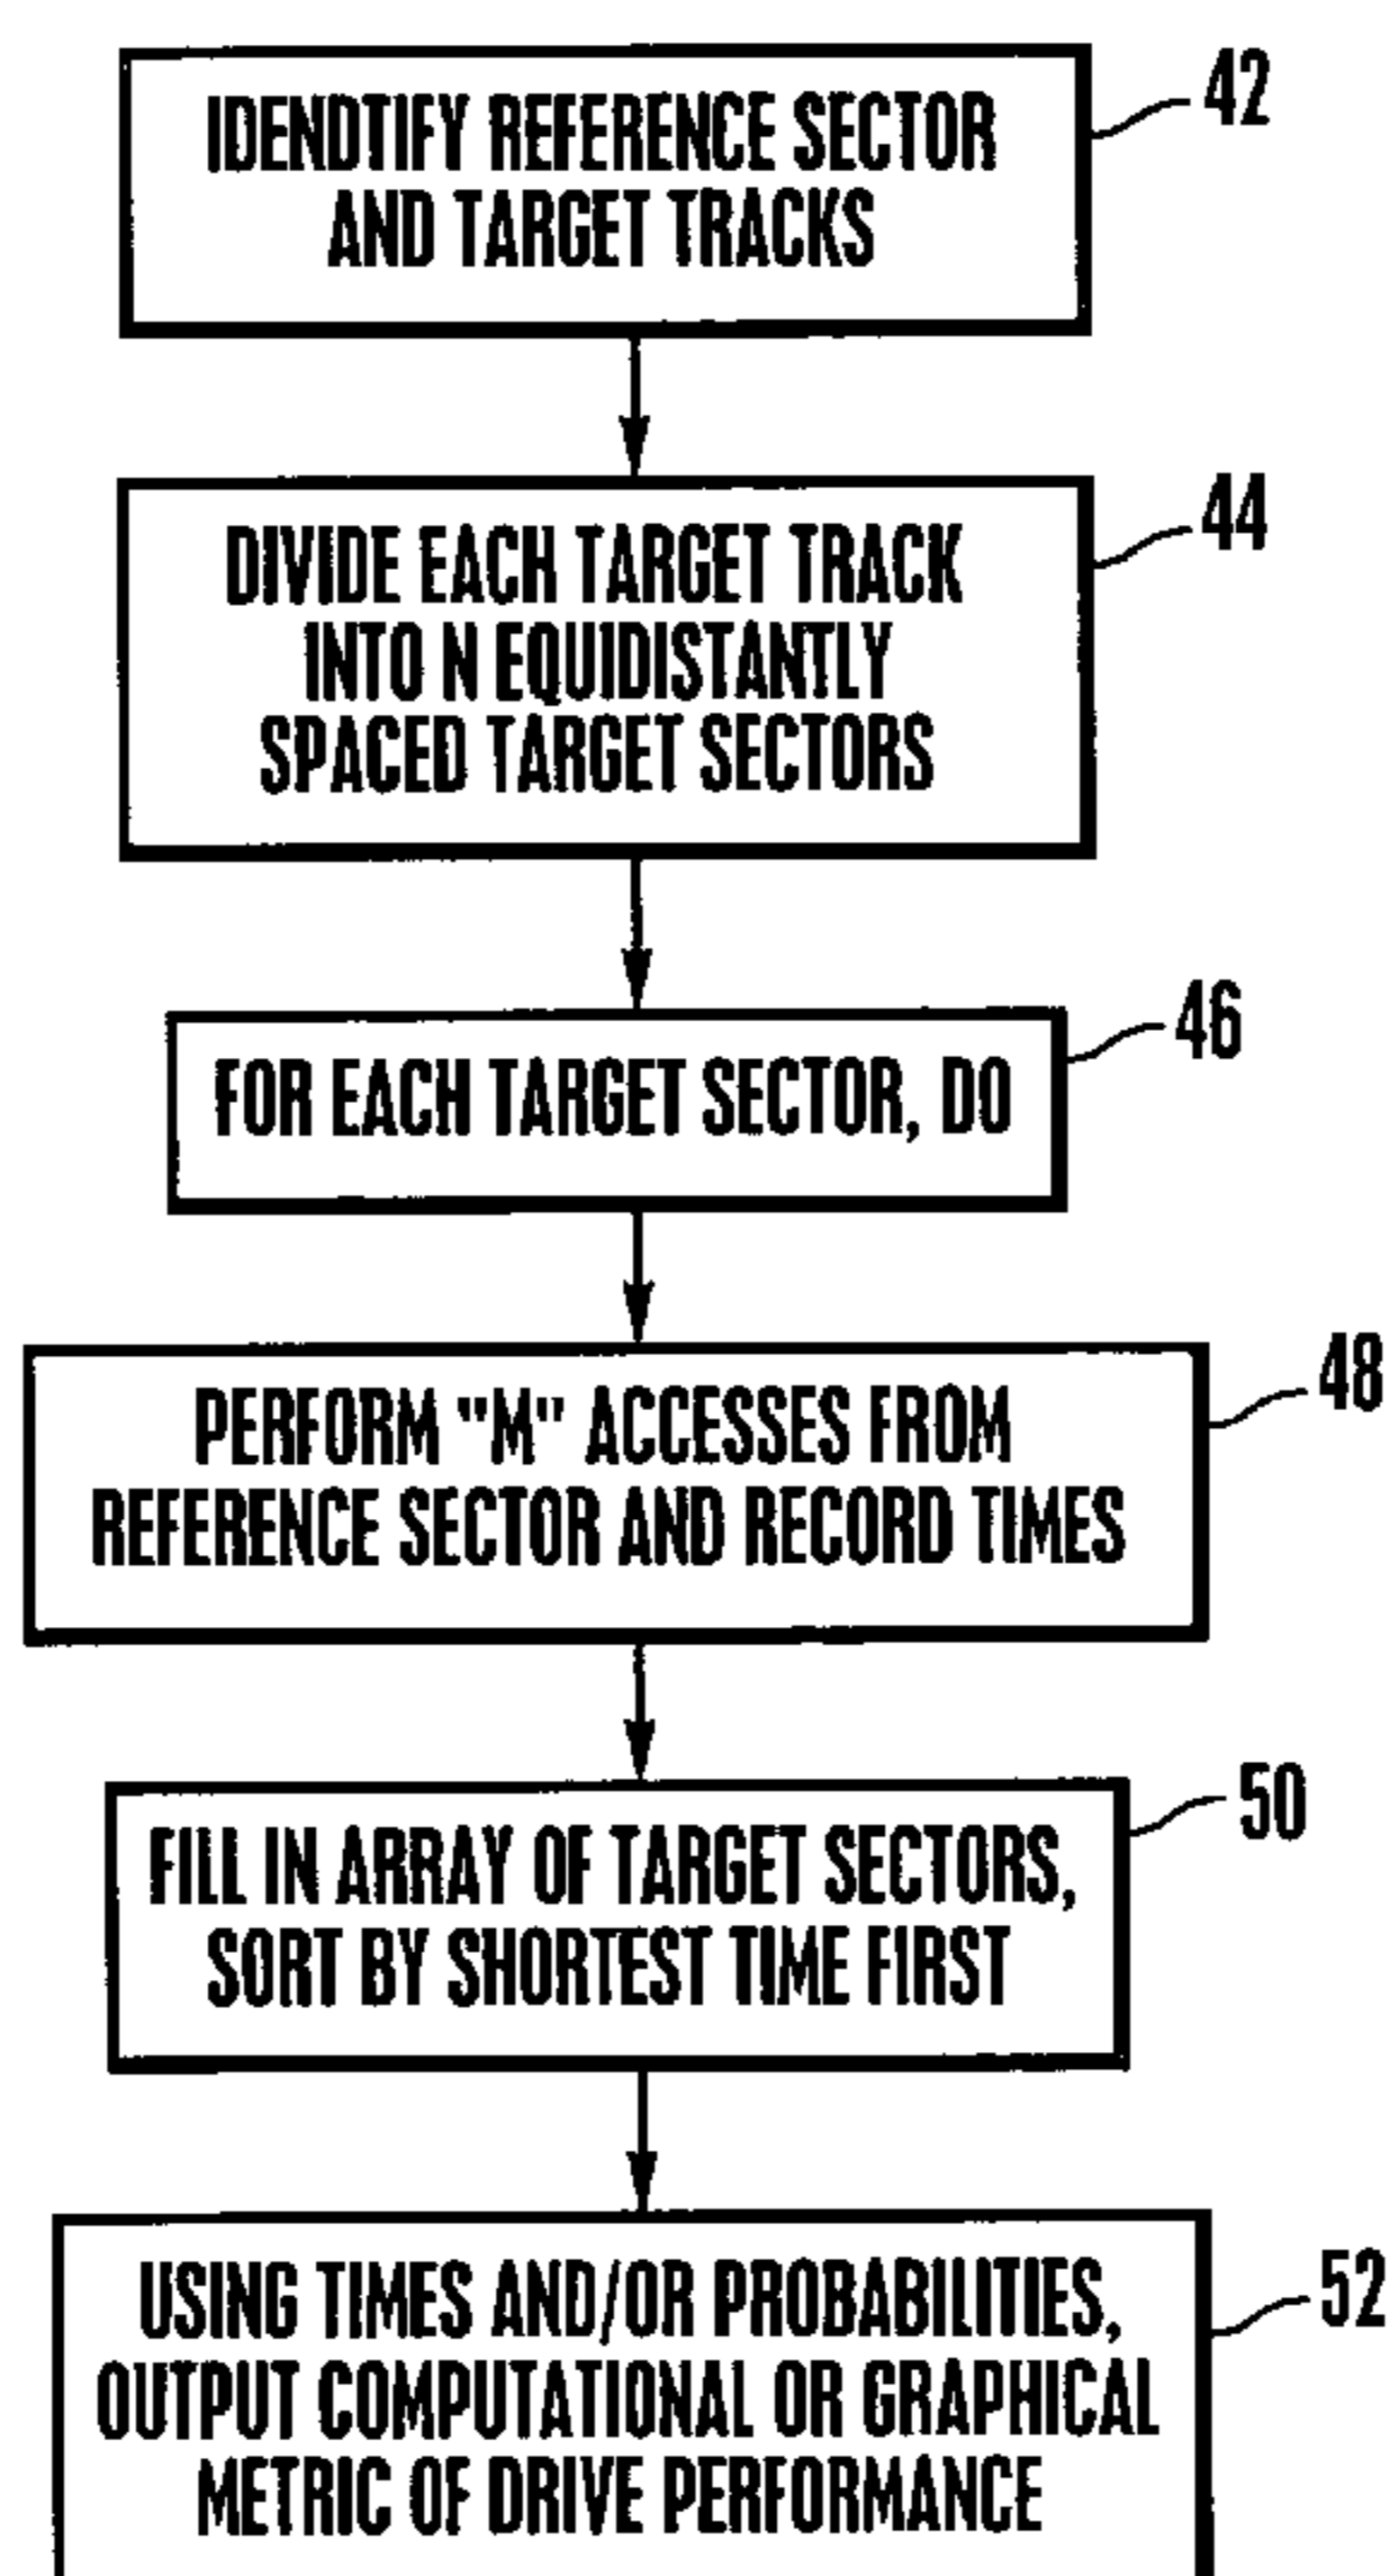 42
IDENDTIFY REFERENCE SECTOR
AND TARGET TRACKS
44
DIVIDE EACH TARGET TRACK
INTO N EQUIDISTANTLY
SPACED TARGET SECTORS
46
FOR EACH TARGET SECTOR, DO
48
PERFORM "M" ACCESSES FROM
REFERENCE SECTOR AND RECORD TIMES
50
FILL IN ARRAY OF TARGET SECTORS,
SORT BY SHORTEST TIME FIRST
52
USING TIMES AND/OR PROBABILITIES,
OUTPUT COMPUTATIONAL OR GRAPHICAL
METRIC OF DRIVE PERFORMANCE